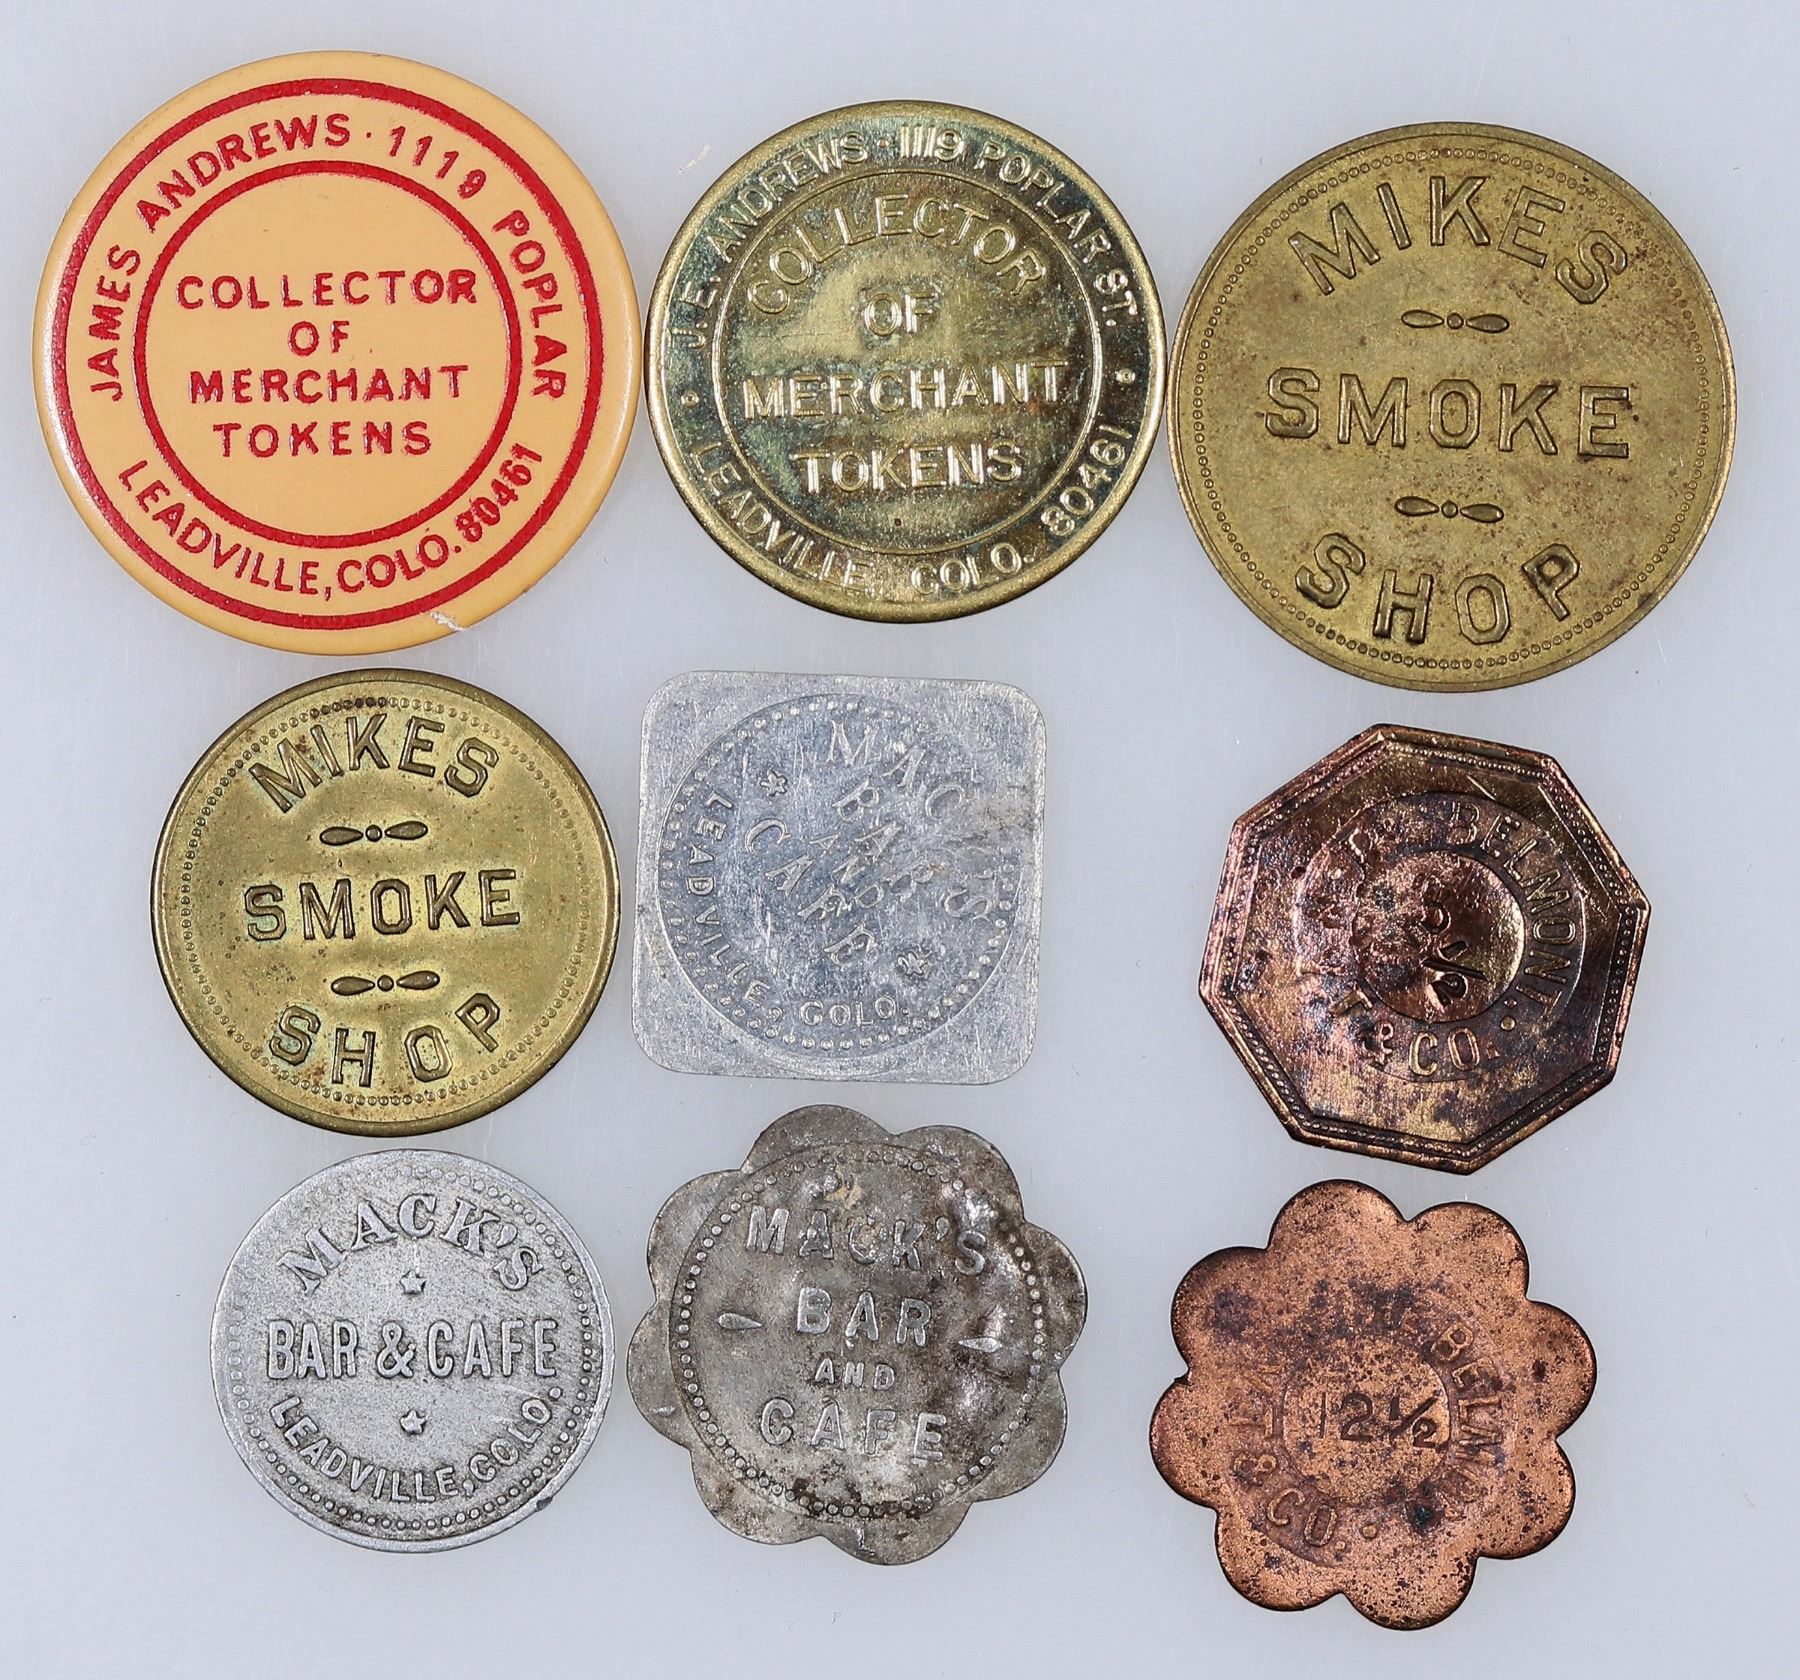 JAMES ANDREWS · 1119 POPLAR
COLLECTOR
OF
MERCHANT
TOKENS
LEADVILLE, COLO. 80461
J. E. ANDREWS · 1119 POPLAR ST.
COLLECTOR
OF
MERCHANT
TOKENS
LEADVILLE, COLO. 80461
MIKES
SMOKE
SHOP
MIKES
SMOKE
SHOP
MACK'S
BAR
AND
CAFE
LEADVILLE, COLO.
BELMONT
& CO.
MACK'S
BAR & CAFE
LEADVILLE, COLO.
MACK'S
BAR
AND
CAFE
12½
& CO.